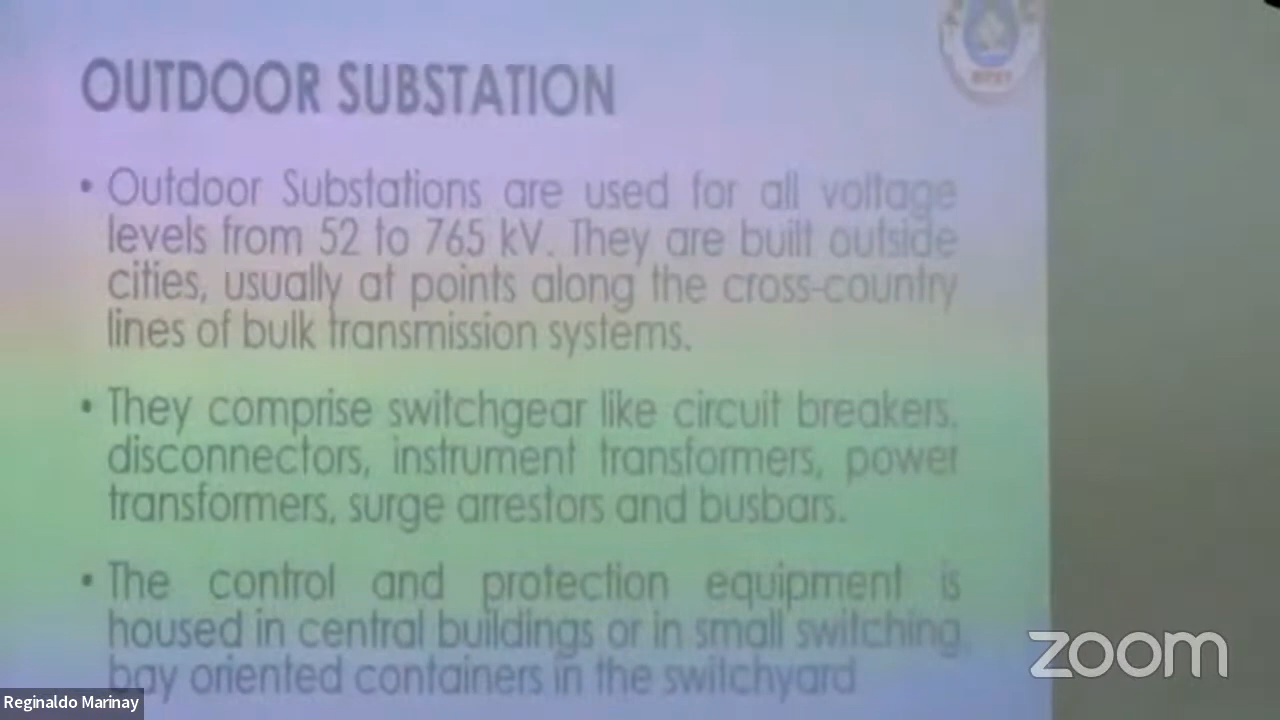 OUTDOOR SUBSTATION
• Outdoor Substations are used for all voltage
levels from 52 to 765 kV. They are built outside
cities, usually at points along the cross-country
lines of bulk transmission systems.
• They comprise switchgear like circuit breakers,
disconnectors, instrument transformers, power
transformers, surge arrestors and busbars.
• The control and protection equipment is
housed in central buildings or in small switching,
bay oriented containers in the switchyard
zoom
Reginaldo Marinay